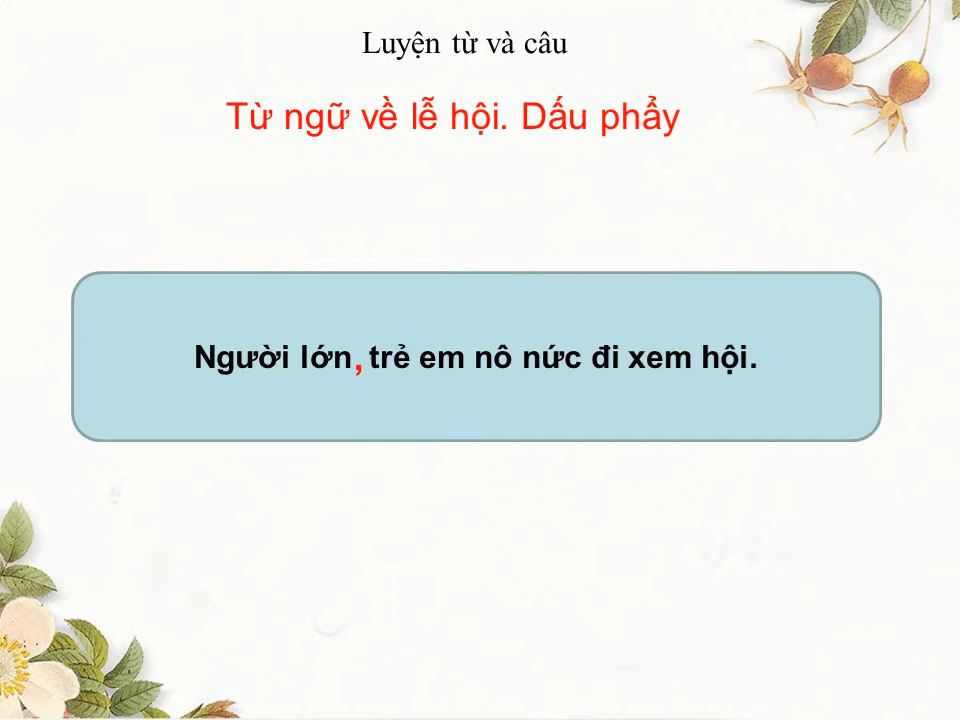 Luyện từ và câu
Từ ngữ về lễ hội. Dấu phẩy
Người lớn, trẻ em nô nức đi xem hội.